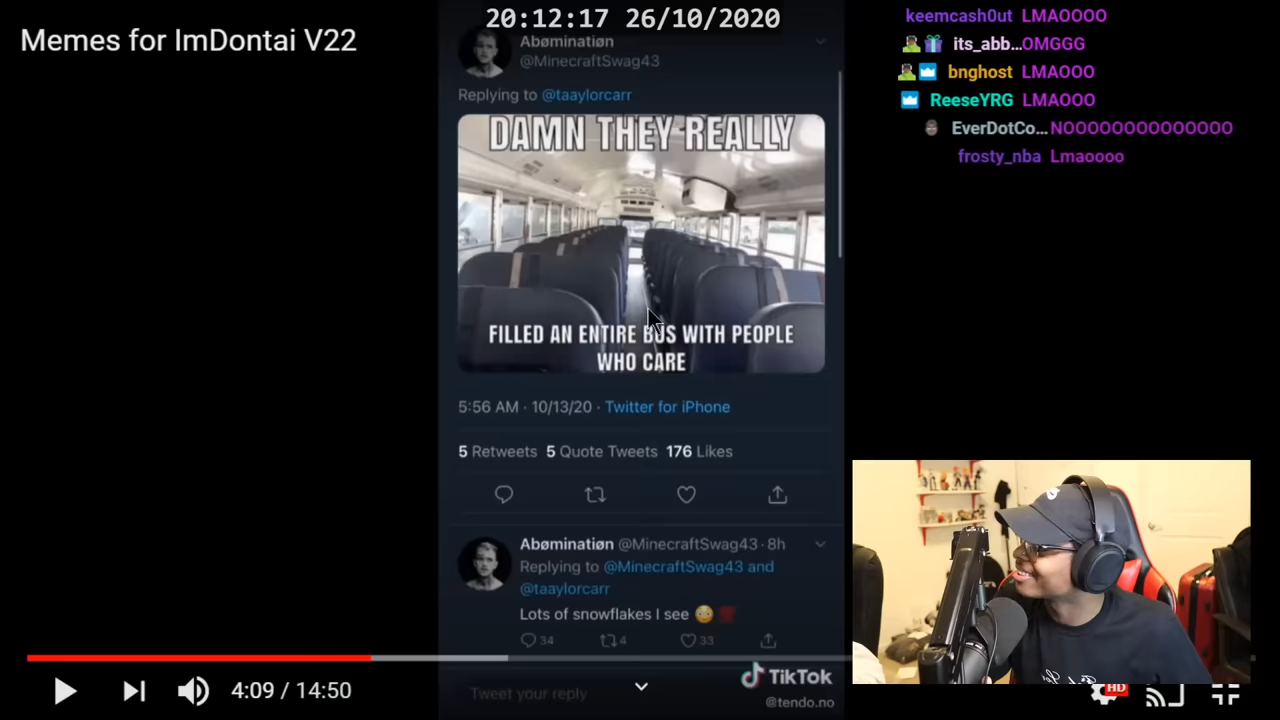 20:12:17 26/10/2020
Memes for ImDontai V22
Abøminatiøn
@MinecraftSwag43
Replying to @taaylorcarr
DAMN THEY REALLY
FILLED AN ENTIRE BUS WITH PEOPLE
WHO CARE
5:56 AM · 10/13/20 · Twitter for iPhone
5 Retweets 5 Quote Tweets 176 Likes
Abøminatiøn @MinecraftSwag43 · 8h
Replying to @MinecraftSwag43 and
@taaylorcarr
Lots of snowflakes I see 😳
34 4 33
Tweet your reply
TikTok
@tendo.no
4:09 / 14:50
HD
keemcash0ut LMAOOOO
its_abb...OMGGG
bnghost LMAOOO
ReeseYRG LMAOOO
EverDotCo... NOOOOOOOOOOOOOO
frosty_nba Lmaoooo